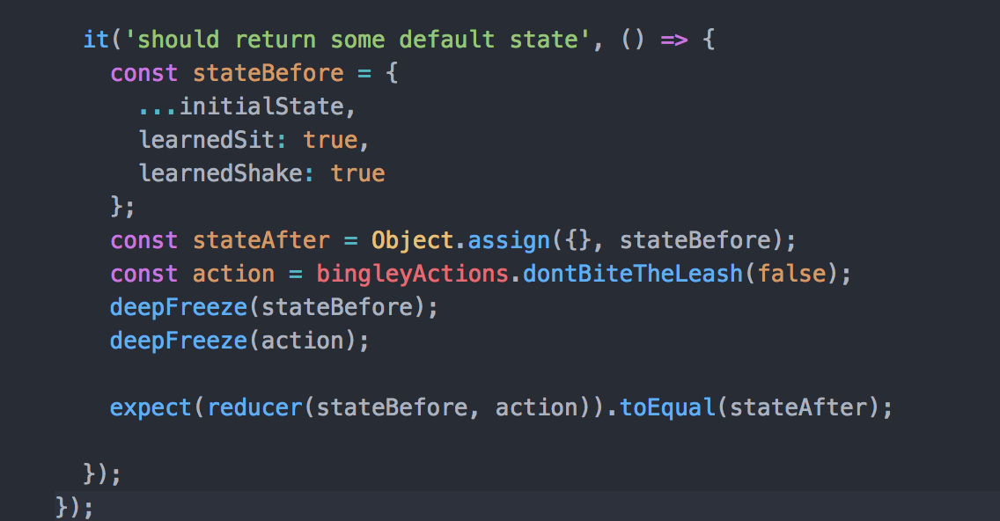 it('should return some default state', () => {
const stateBefore = {
...initialState,
learnedSit: true,
learnedShake: true
};
const stateAfter = Object.assign({}, stateBefore);
const action = bingleyActions.dontBiteTheLeash(false);
deepFreeze(stateBefore);
deepFreeze(action);
expect(reducer(stateBefore, action)).toEqual(stateAfter);
});
});